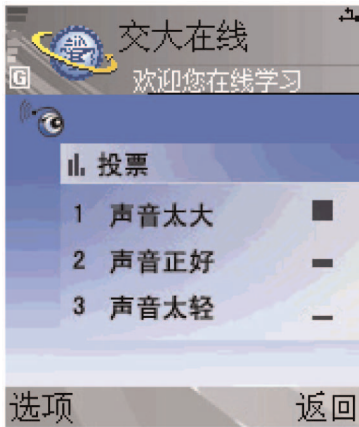 交大在线
G
欢迎您在线学习
投票
1 声音太大
2 声音正好
3 声音太轻
选项 返回